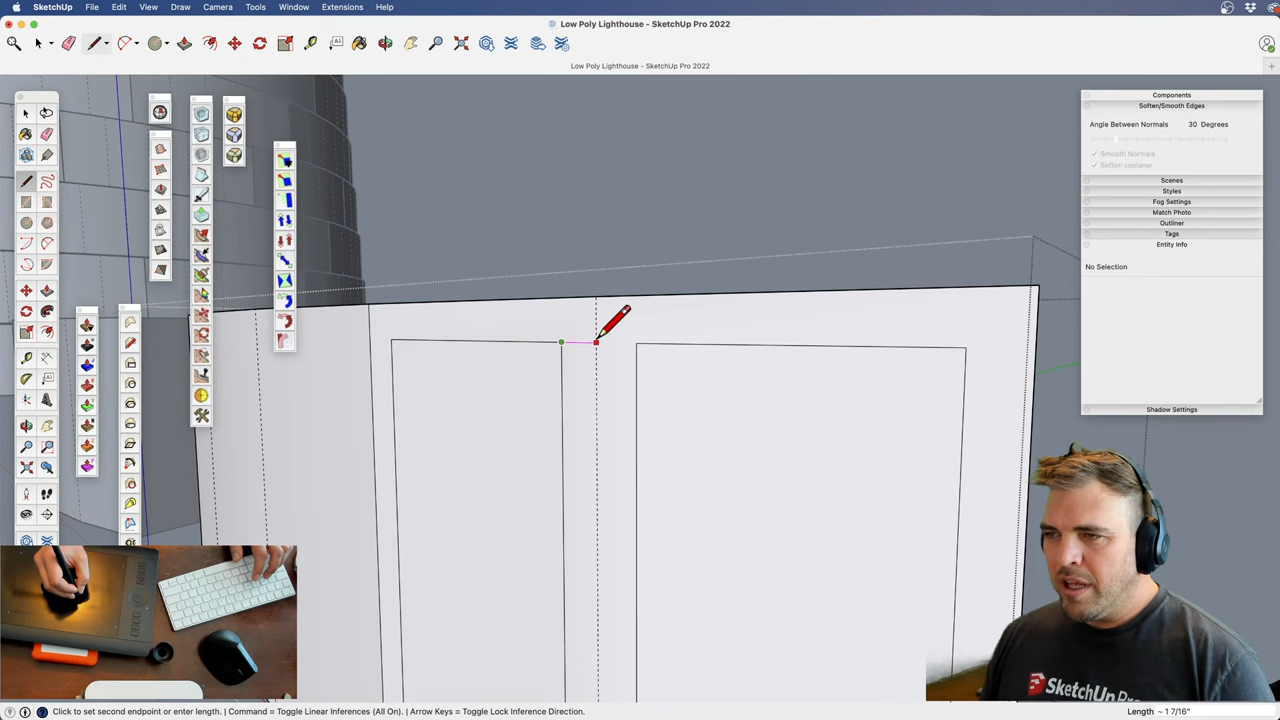 SketchUp File Edit View Draw Camera Tools Window Extensions Help
Low Poly Lighthouse - SketchUp Pro 2022
Low Poly Lighthouse - SketchUp Pro 2022
Components
Soften/Smooth Edges
Angle Between Normals 30 Degrees
Smooth Normals
Soften coplanar
Scenes
Styles
Fog Settings
Match Photo
Outliner
Tags
Entity Info
No Selection
Shadow Settings
SketchUp
Click to set second endpoint or enter length. | Command = Toggle Linear Inferences (All On). | Arrow Keys = Toggle Lock Inference Direction. Length ~ 1 7/16"